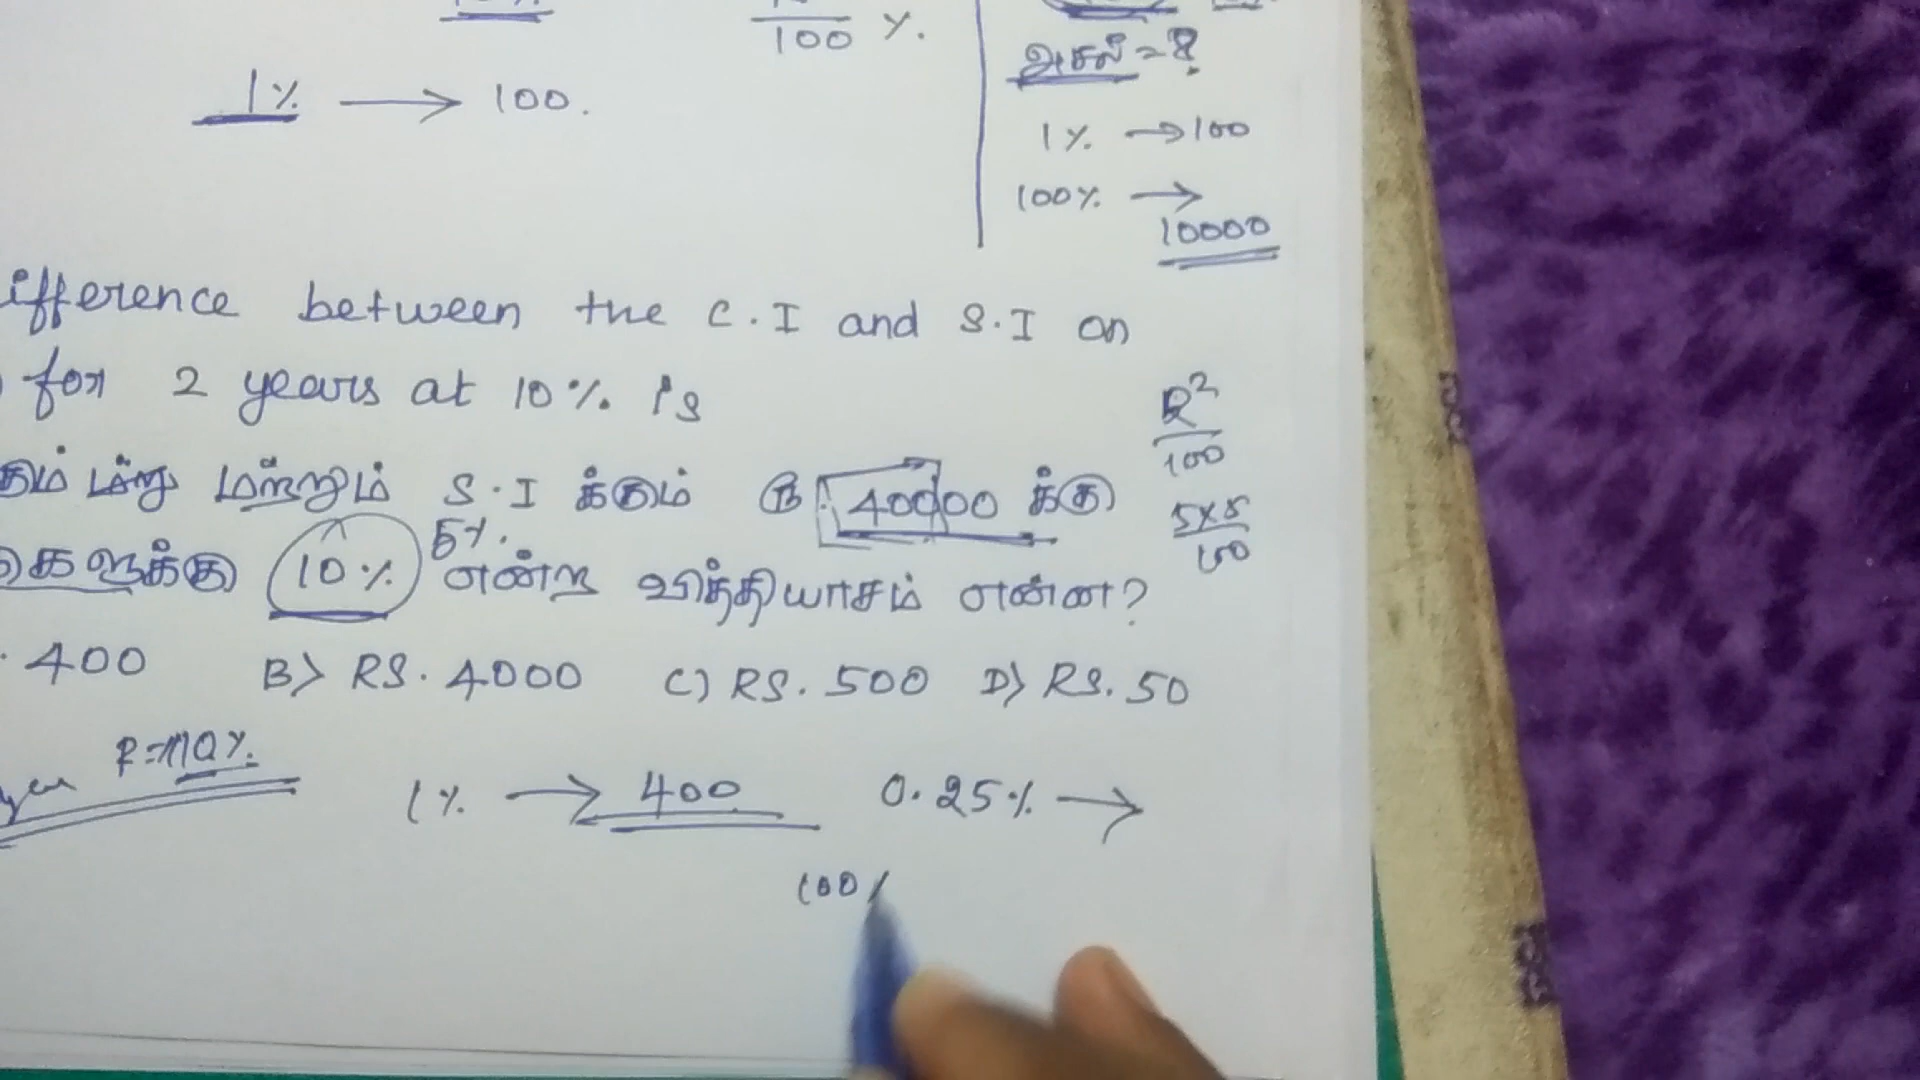 100 %.
அசல் = ?
1% → 100.
1% → 100
100% →
10000
ifference between the C.I and S.I on
for 2 years at 10% is
R²
100
மற்றும் S.I க்கும் ரூ. 40000 க்கு
5×5
100
5%.
களுக்கு 10% என்ற வித்தியாசம் என்ன?
. 400 B) RS. 4000 C) RS. 500 D) RS. 50
R=10%.
1% → 400 0.25% →
100%